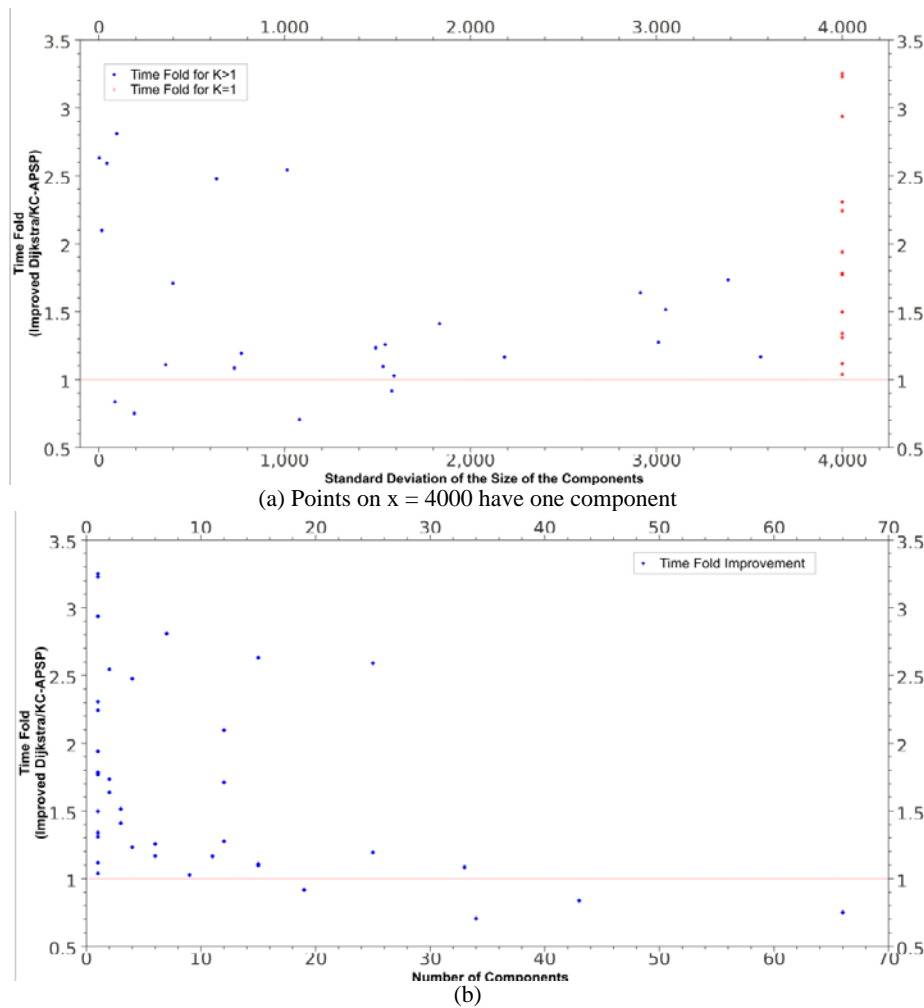 0 1.000 2.000 3.000 4.000
3.5 3.5
Time Fold for K>1
Time Fold for K=1
3 3
2.5 2.5
Time Fold
(Improved Dijkstra/KC-APSP)
2 2
1.5 1.5
1 1
0.5 0.5
0 1,000 2,000 3,000 4,000
Standard Deviation of the Size of the Components
(a) Points on x = 4000 have one component
0 10 20 30 40 50 60 70
3.5 3.5
Time Fold Improvement
3 3
2.5 2.5
Time Fold
(Improved Dijkstra/KC-APSP)
2 2
1.5 1.5
1 1
0.5 0.5
0 10 20 30 40 50 60 70
Number of Components
(b)